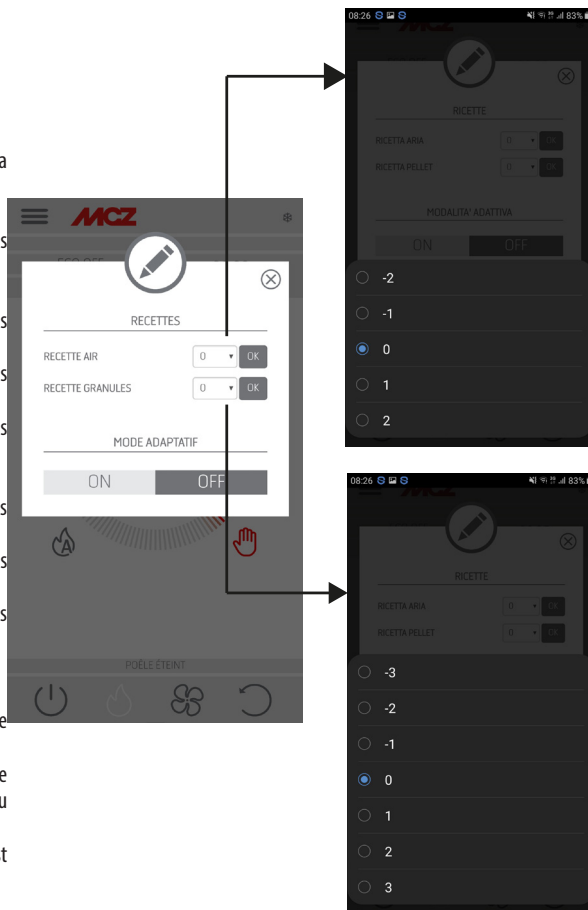 a
s
s
s
s
s
s
s
e
e
u
st
MCZ
RECETTES
RECETTE AIR 0 OK
RECETTE GRANULES 0 OK
MODE ADAPTATIF
ON OFF
A
POÊLE ÉTEINT
08:26 83%
RICETTE
RICETTA ARIA 0 OK
RICETTA PELLET 0 OK
MODALITA' ADATTIVA
ON OFF
-2
-1
0
1
2
08:26 83%
RICETTE
RICETTA ARIA 0 OK
RICETTA PELLET 0 OK
-3
-2
-1
0
1
2
3